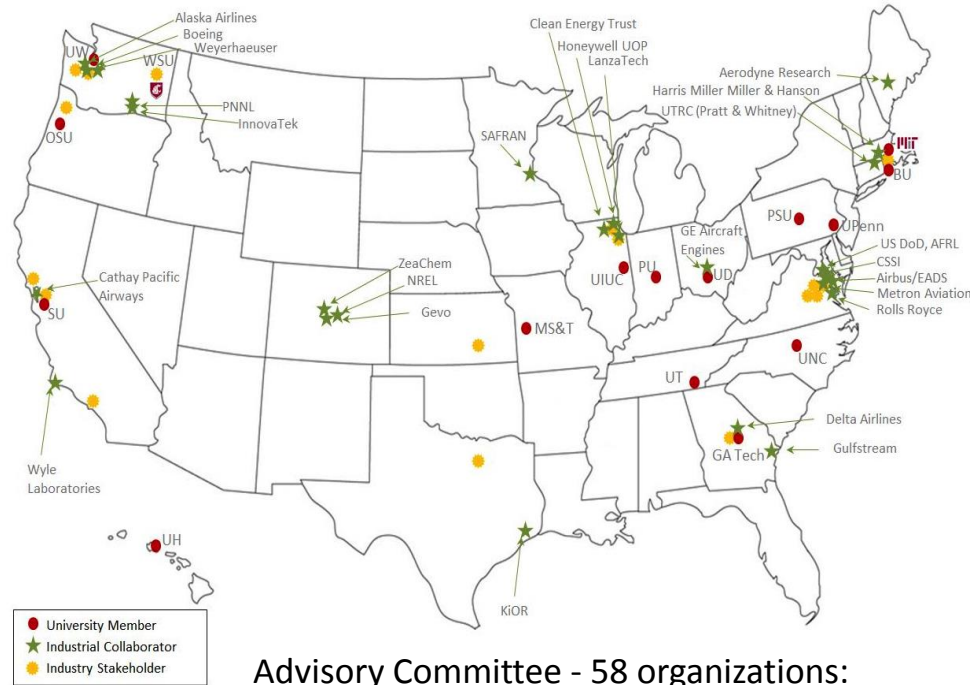 Alaska Airlines
Boeing
Weyerhaeuser
UW
WSU
PNNL
InnovaTek
OSU
Clean Energy Trust
Honeywell UOP
LanzaTech
SAFRAN
Aerodyne Research
Harris Miller Miller & Hanson
UTRC (Pratt & Whitney)
MIT
BU
PSU
UPenn
GE Aircraft
Engines
US DoD, AFRL
CSSI
Airbus/EADS
Metron Aviation
Rolls Royce
UIUC
PU
UD
Cathay Pacific
Airways
SU
ZeaChem
NREL
Gevo
MS&T
UNC
UT
Delta Airlines
GA Tech
Gulfstream
Wyle
Laboratories
UH
KiOR
University Member
Industrial Collaborator
Industry Stakeholder
Advisory Committee - 58 organizations: